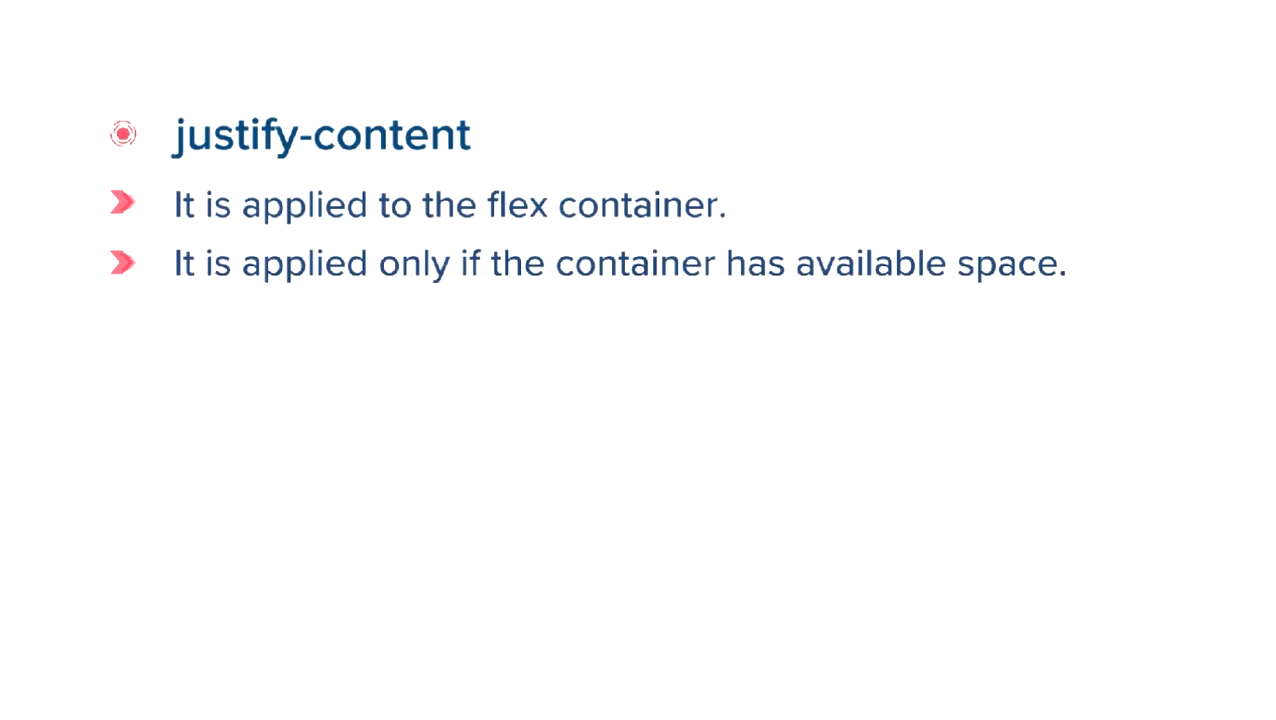 justify-content
It is applied to the flex container.
It is applied only if the container has available space.